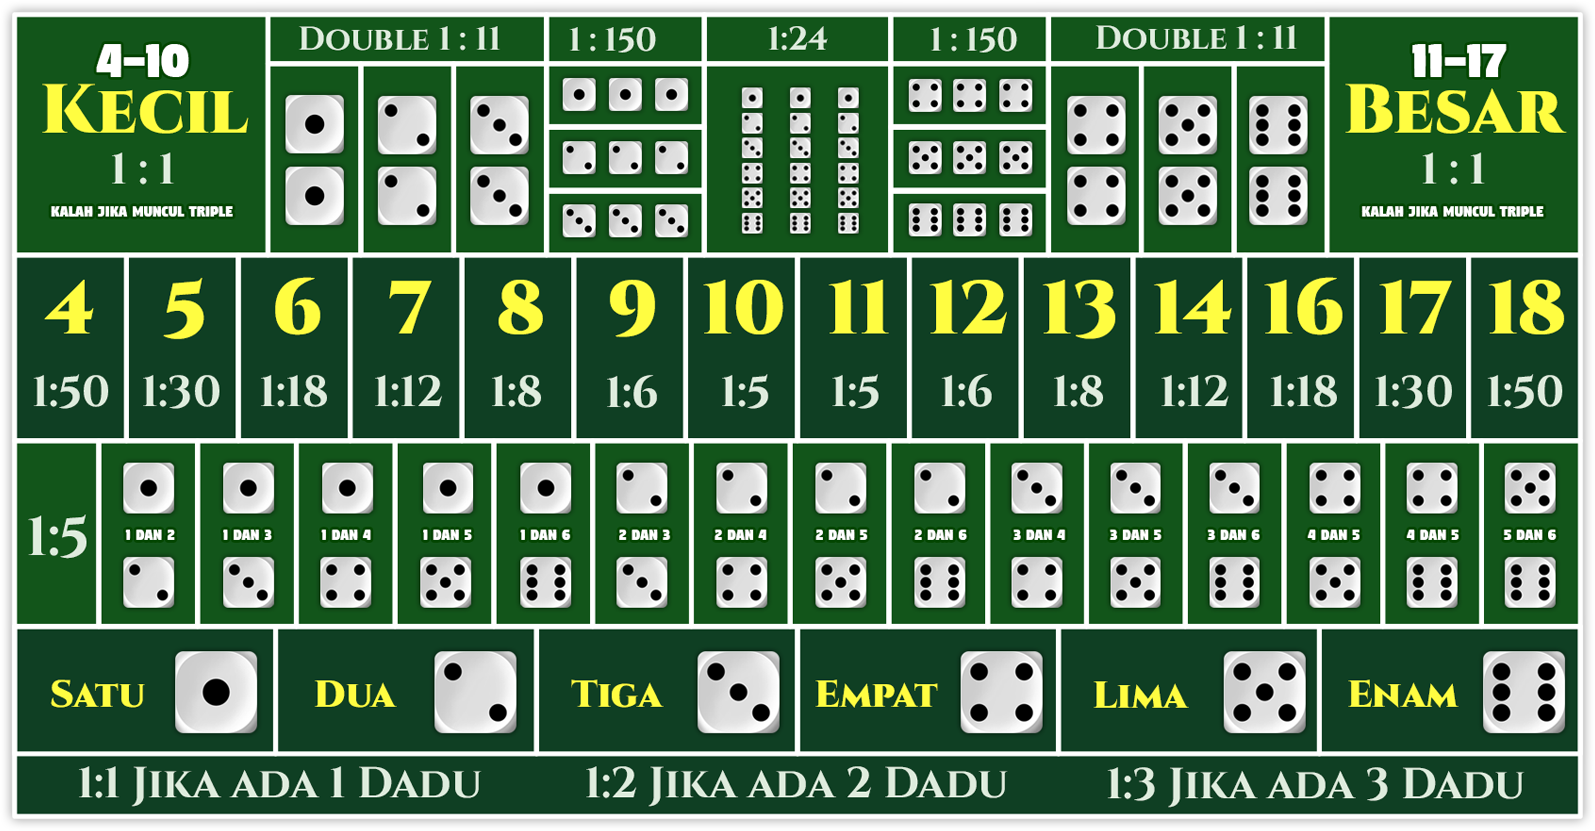 4-10
KECIL
1 : 1
KALAH JIKA MUNCUL TRIPLE
DOUBLE 1 : 11
1 : 150
1:24
1 : 150
DOUBLE 1 : 11
11-17
BESAR
1 : 1
KALAH JIKA MUNCUL TRIPLE
4 5 6 7 8 9 10 11 12 13 14 16 17 18
1:50 1:30 1:18 1:12 1:8 1:6 1:5 1:5 1:6 1:8 1:12 1:18 1:30 1:50
1:5
1 DAN 2
1 DAN 3
1 DAN 4
1 DAN 5
1 DAN 6
2 DAN 3
2 DAN 4
2 DAN 5
2 DAN 6
3 DAN 4
3 DAN 5
3 DAN 6
4 DAN 5
4 DAN 5
5 DAN 6
SATU
DUA
TIGA
EMPAT
LIMA
ENAM
1:1 JIKA ADA 1 DADU
1:2 JIKA ADA 2 DADU
1:3 JIKA ADA 3 DADU